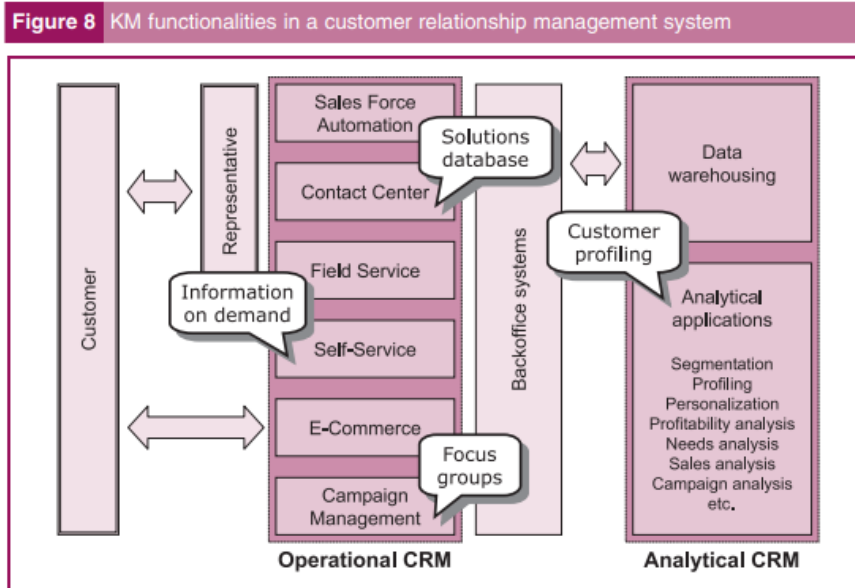 Figure 8 KM functionalities in a customer relationship management system
Customer
Representative
Sales Force
Automation
Solutions
database
Contact Center
Field Service
Information
on demand
Self-Service
E-Commerce
Focus
groups
Campaign
Management
Operational CRM
Backoffice systems
Data
warehousing
Customer
profiling
Analytical
applications
Segmentation
Profiling
Personalization
Profitability analysis
Needs analysis
Sales analysis
Campaign analysis
etc.
Analytical CRM